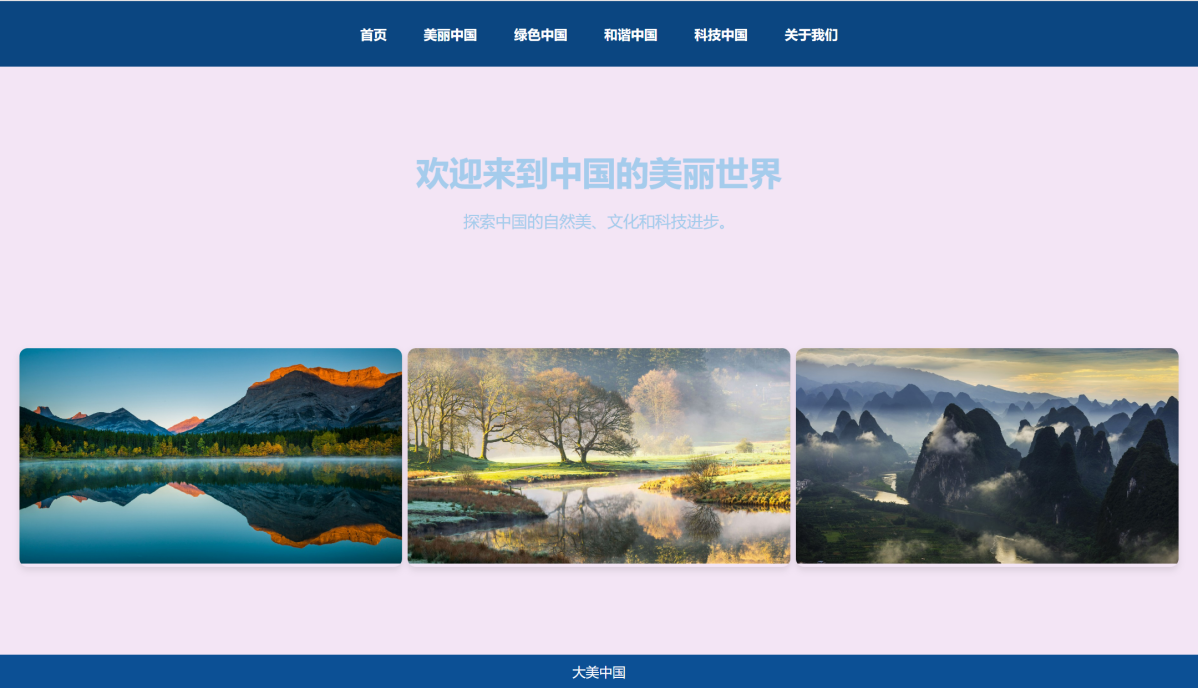 首页 美丽中国 绿色中国 和谐中国 科技中国 关于我们
欢迎来到中国的美丽世界
探索中国的自然美、文化和科技进步。
大美中国